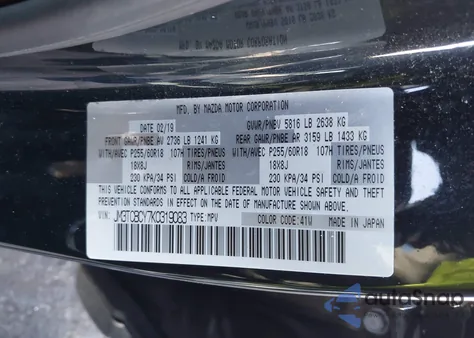 MFD. BY MAZDA MOTOR CORPORATION
DATE 02/19 GVWR/PNBV 5816 LB 2638 KG
FRONT GAWR/PNBE AV 2736 LB 1241 KG REAR GAWR/PNBE AR 3159 LB 1433 KG
WITH/AVEC P255/60R18 107H TIRES/PNEUS WITH/AVEC P255/60R18 107H TIRES/PNEUS
18X8J RIMS/JANTES 18X8J RIMS/JANTES
230 KPA/34 PSI COLD/A FROID 230 KPA/34 PSI COLD/A FROID
THIS VEHICLE CONFORMS TO ALL APPLICABLE FEDERAL MOTOR VEHICLE SAFETY AND THEFT
PREVENTION STANDARDS IN EFFECT ON THE DATE OF MANUFACTURE SHOWN ABOVE.
VIN: JM3TCBCY7K0319083 TYPE:MPV COLOR CODE:41W MADE IN JAPAN
autosnap